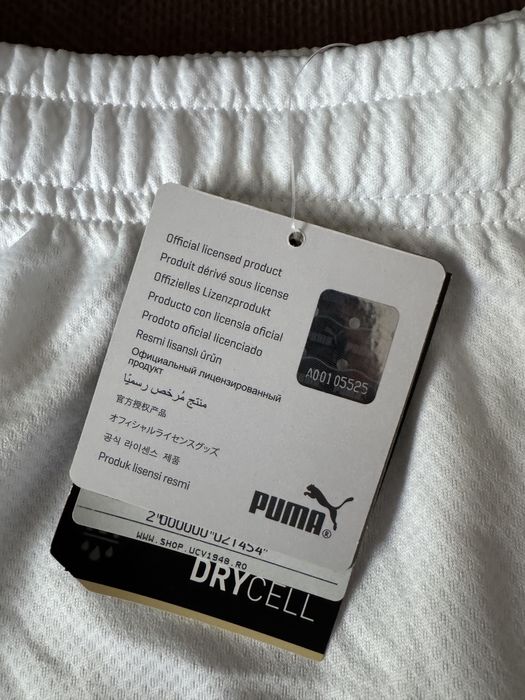 Official licensed product
Produit dérivé sous license
Offizielles Lizenzprodukt
Producto con licensia oficial
Prodoto oficial licenciado
Resmi lisanslı ürün
Официальный лицензированный
продукт
منتج مُرخص رسميًا
官方授权产品
オフィシャルライセンスグッズ
공식 라이센스 제품
Produk lisensi resmi
A00105525
PUMA®
2"000000"021454"
WWW.SHOP.UCV1948.RO
DRYCELL